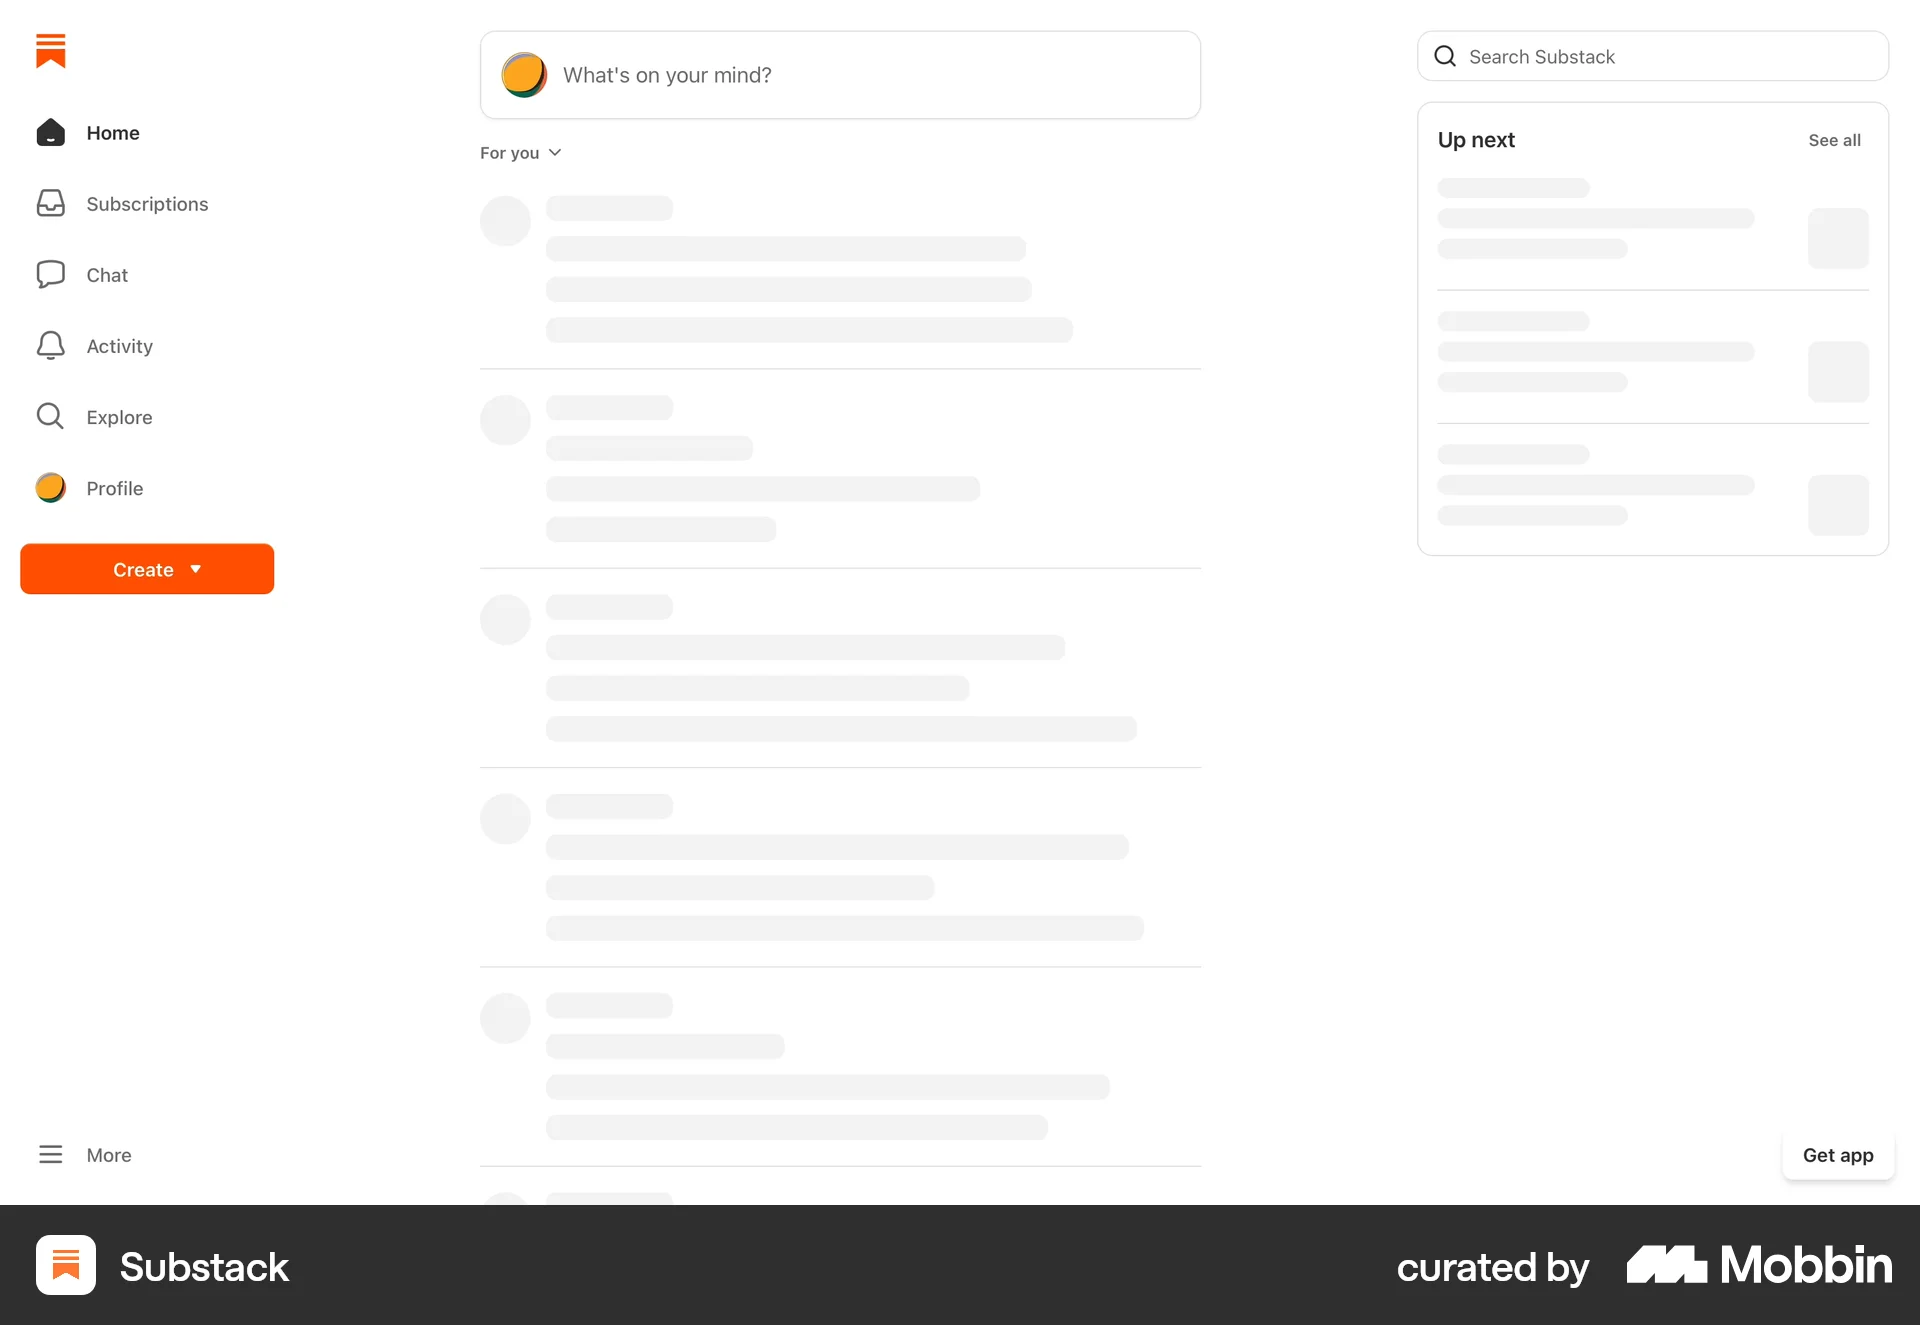 Home
Subscriptions
Chat
Activity
Explore
Profile
Create
More
What's on your mind?
For you
Search Substack
Up next
See all
Get app
Substack
curated by
Mobbin